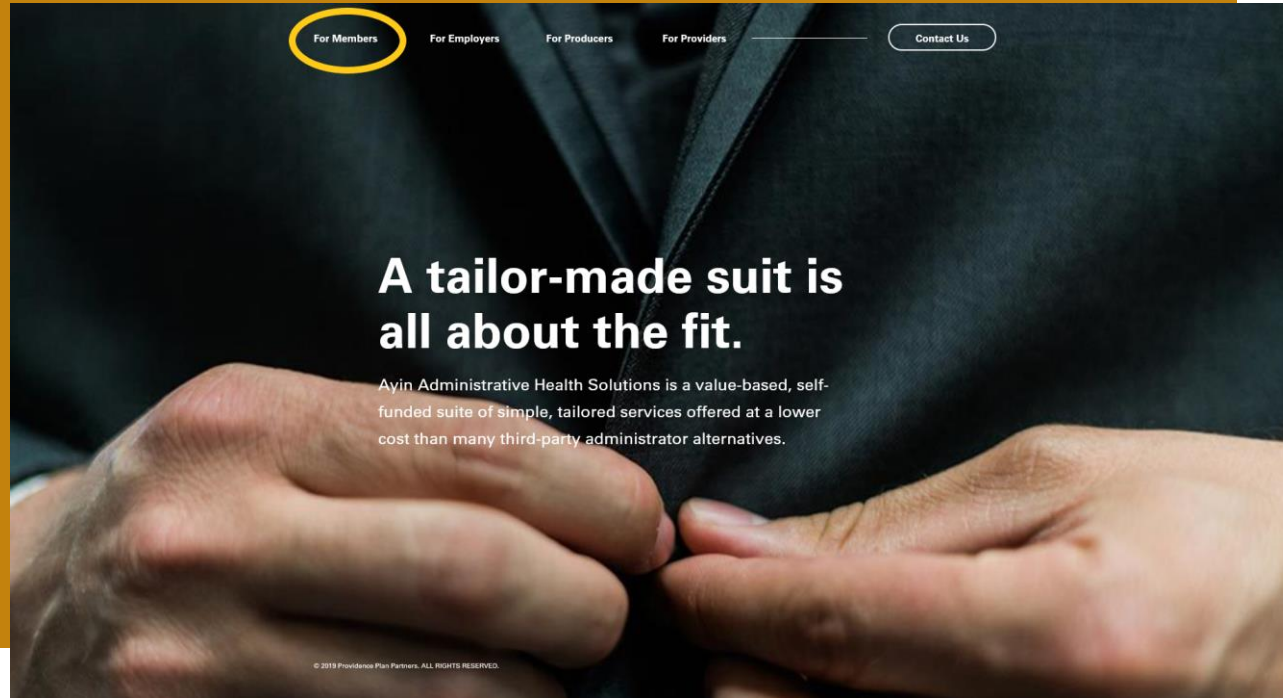 For Members For Employers For Producers For Providers Contact Us
A tailor-made suit is
all about the fit.
Ayin Administrative Health Solutions is a value-based, self-
funded suite of simple, tailored services offered at a lower
cost than many third-party administrator alternatives.
© 2019 Providence Plan Partners. ALL RIGHTS RESERVED.